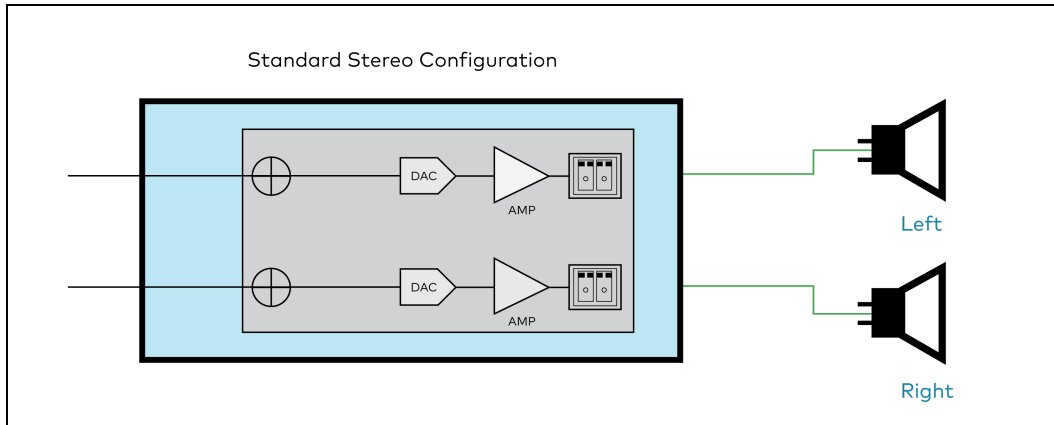 Standard Stereo Configuration
DAC
AMP
Left
DAC
AMP
Right